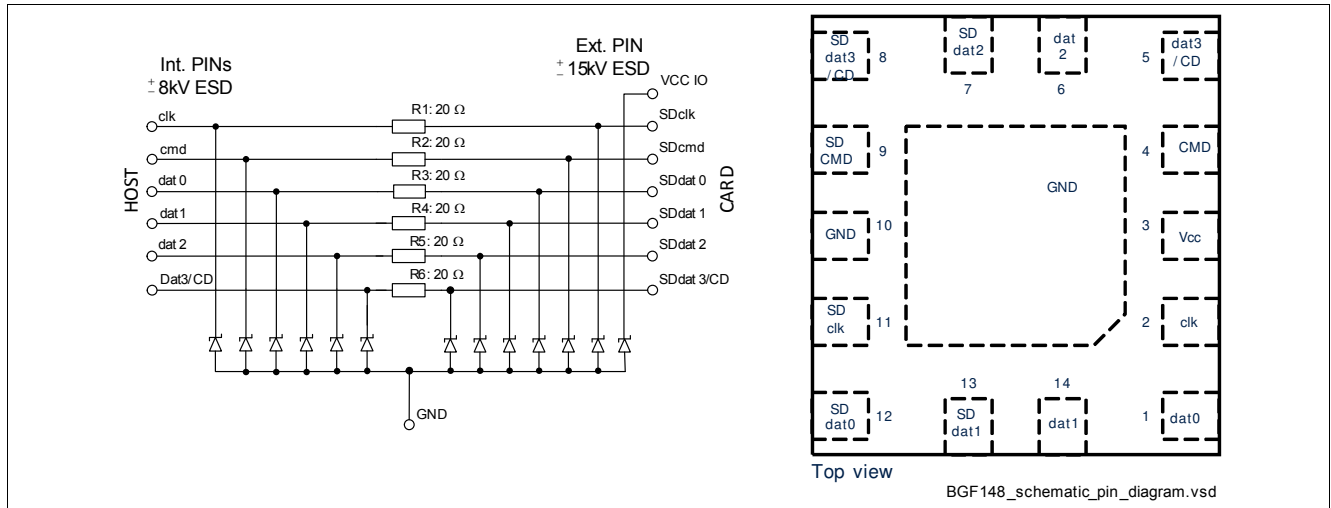 Int. PINs
± 8kV ESD
Ext. PIN
± 15kV ESD
VCC IO
clk
R1: 20 Ω
SDclk
cmd
R2: 20 Ω
SDcmd
dat 0
R3: 20 Ω
SDdat 0
dat 1
R4: 20 Ω
SDdat 1
dat 2
R5: 20 Ω
SDdat 2
Dat3/CD
R6: 20 Ω
SDdat 3/CD
HOST
CARD
GND
SD
dat3
/CD
8
SD
dat2
7
dat
2
6
5
dat3
/CD
SD
CMD
9
GND
4
CMD
GND
10
3
Vcc
SD
clk
11
2
clk
13
14
SD
dat0
12
SD
dat1
dat1
1
dat0
Top view
BGF148_schematic_pin_diagram.vsd